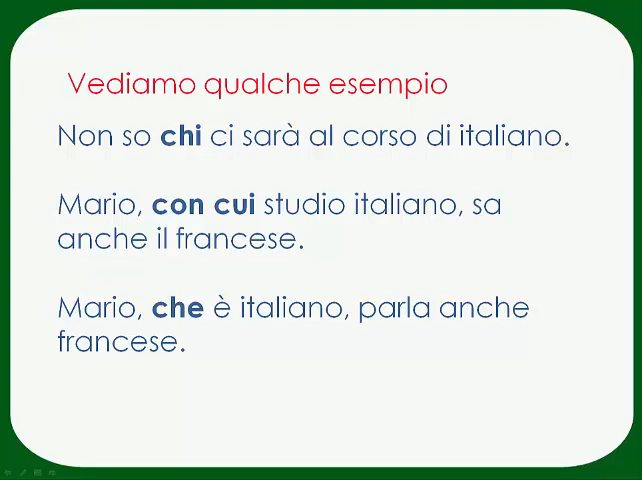 Vediamo qualche esempio
Non so chi ci sarà al corso di italiano.
Mario, con cui studio italiano, sa
anche il francese.
Mario, che è italiano, parla anche
francese.